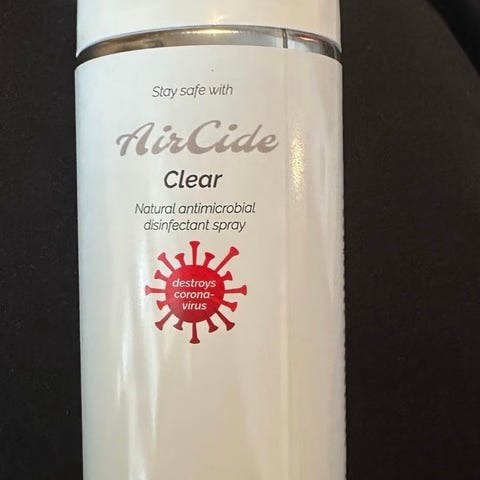 Stay safe with
AirCide
Clear
Natural antimicrobial
disinfectant spray
destroys
corona-
virus